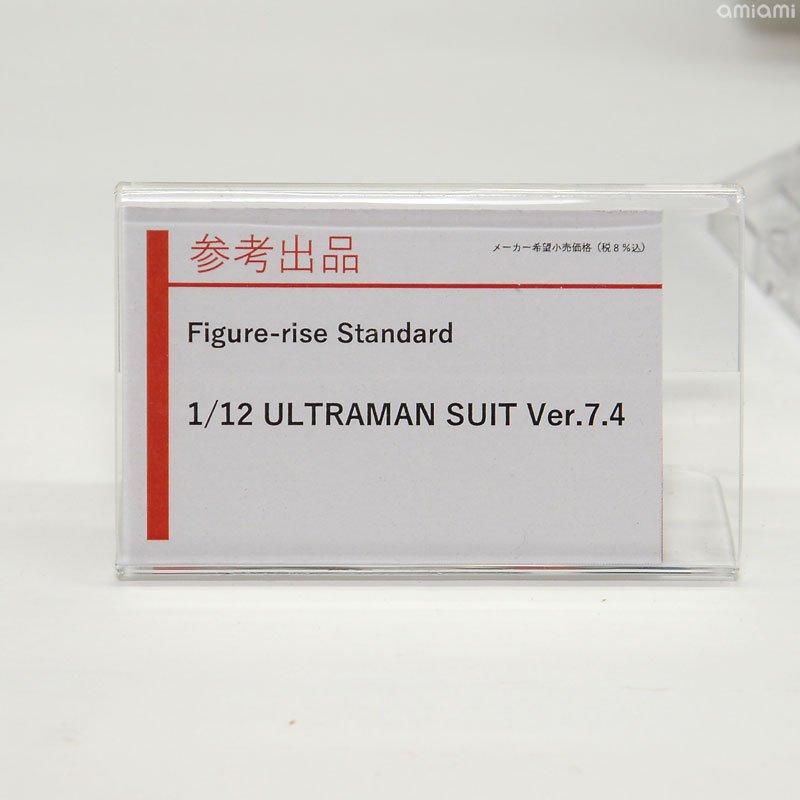 amiami
参考出品
メーカー希望小売価格（税８％込）
Figure-rise Standard
1/12 ULTRAMAN SUIT Ver.7.4